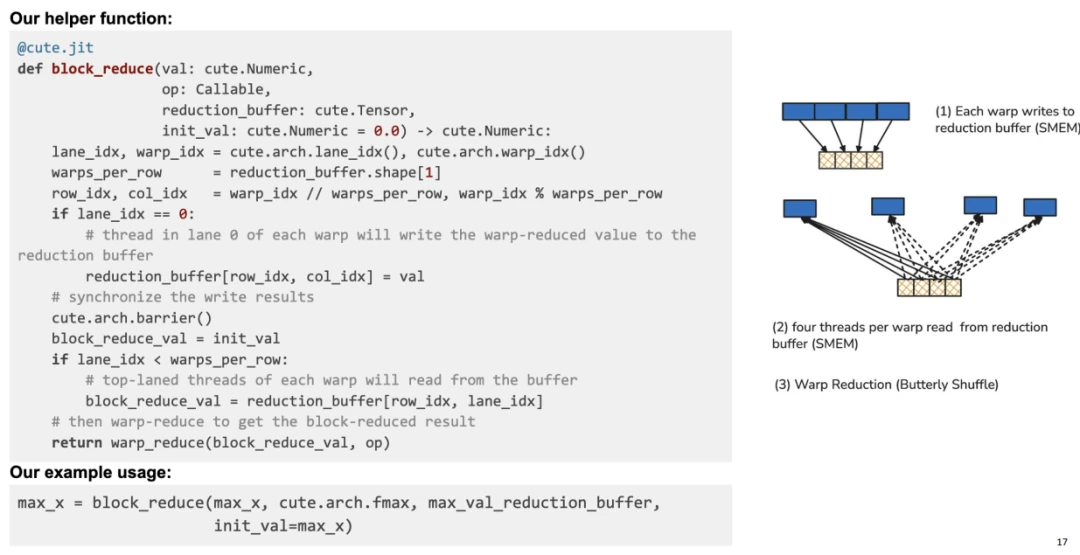 Our helper function:
@cute.jit
def block_reduce(val: cute.Numeric,
                 op: Callable,
                 reduction_buffer: cute.Tensor,
                 init_val: cute.Numeric = 0.0) -> cute.Numeric:
    lane_idx, warp_idx = cute.arch.lane_idx(), cute.arch.warp_idx()
    warps_per_row      = reduction_buffer.shape[1]
    row_idx, col_idx   = warp_idx // warps_per_row, warp_idx % warps_per_row
    if lane_idx == 0:
        # thread in lane 0 of each warp will write the warp-reduced value to the
reduction buffer
        reduction_buffer[row_idx, col_idx] = val
    # synchronize the write results
    cute.arch.barrier()
    block_reduce_val = init_val
    if lane_idx < warps_per_row:
        # top-laned threads of each warp will read from the buffer
        block_reduce_val = reduction_buffer[row_idx, lane_idx]
    # then warp-reduce to get the block-reduced result
    return warp_reduce(block_reduce_val, op)
Our example usage:
max_x = block_reduce(max_x, cute.arch.fmax, max_val_reduction_buffer,
                     init_val=max_x)
(1) Each warp writes to
reduction buffer (SMEM)
(2) four threads per warp read from reduction
buffer (SMEM)
(3) Warp Reduction (Butterly Shuffle)
17